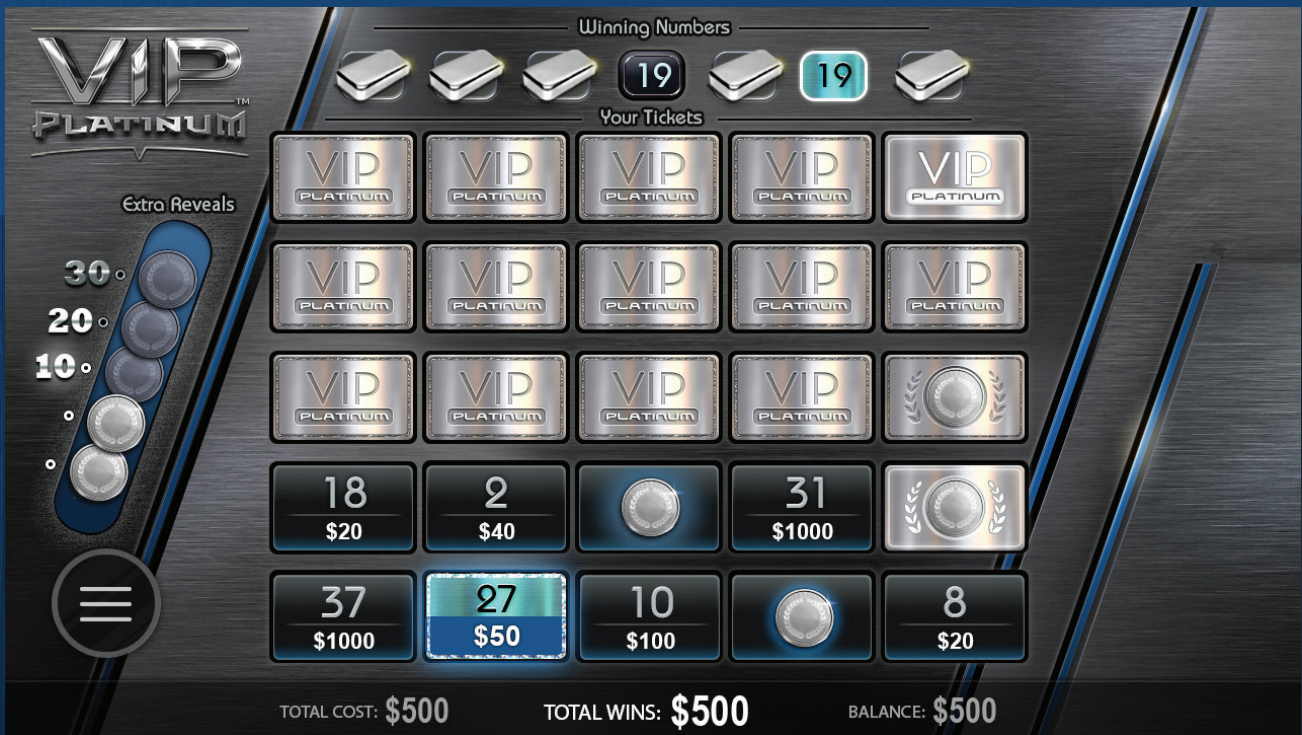 Winning Numbers
VIP
PLATINUM™
19
19
Your Tickets
VIP
PLATINUM
VIP
PLATINUM
VIP
PLATINUM
VIP
PLATINUM
VIP
PLATINUM
Extra Reveals
30
20
10
VIP
PLATINUM
VIP
PLATINUM
VIP
PLATINUM
VIP
PLATINUM
VIP
PLATINUM
VIP
PLATINUM
VIP
PLATINUM
VIP
PLATINUM
VIP
PLATINUM
18
$20
2
$40
31
$1000
37
$1000
27
$50
10
$100
8
$20
TOTAL COST: $500
TOTAL WINS: $500
BALANCE: $500